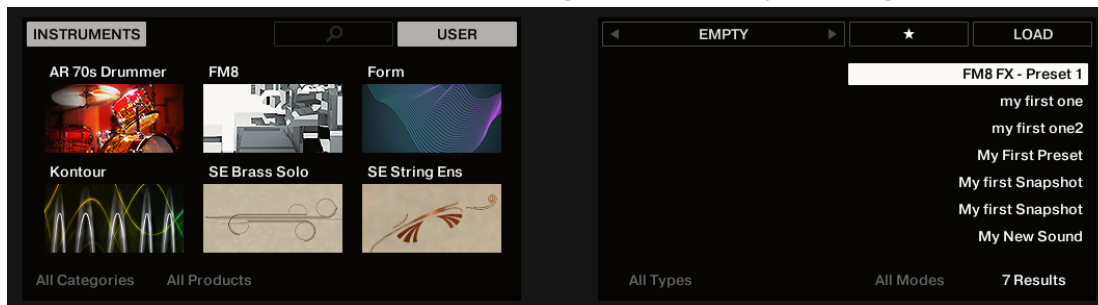 INSTRUMENTS USER
AR 70s Drummer FM8 Form
Kontour SE Brass Solo SE String Ens
All Categories All Products
EMPTY ★ LOAD
FM8 FX - Preset 1
my first one
my first one2
My First Preset
My first Snapshot
My first Snapshot
My New Sound
All Types All Modes 7 Results